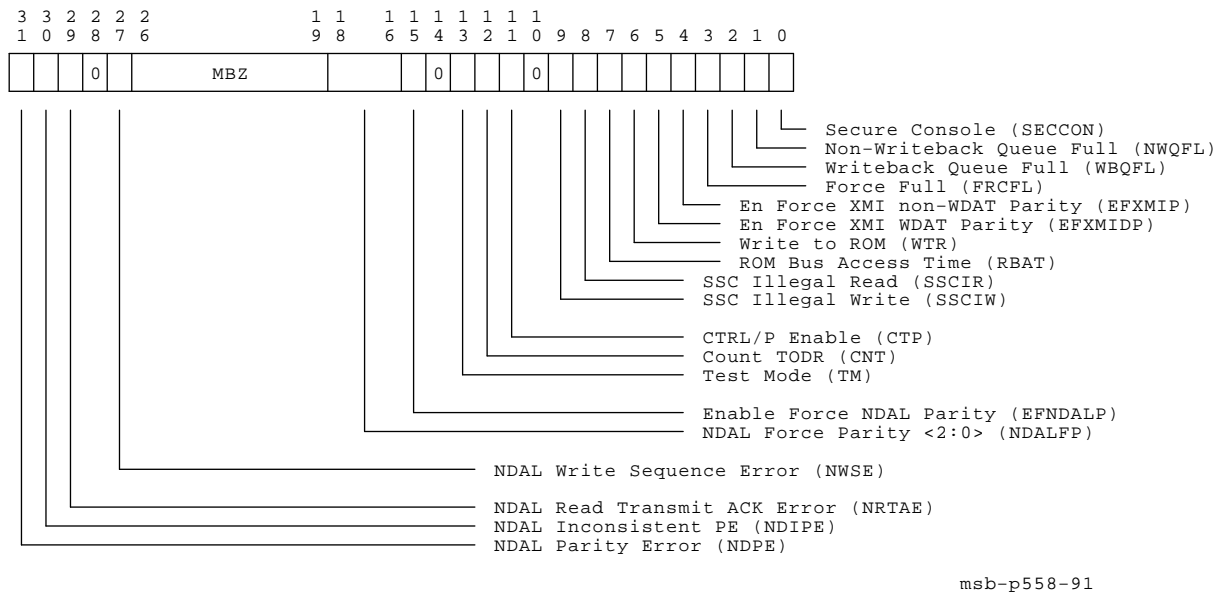 3 3 2 2 2 2 1 1 1 1 1 1 1 1 1
1 0 9 8 7 6 9 8 6 5 4 3 2 1 0 9 8 7 6 5 4 3 2 1 0
0 MBZ 0 0
Secure Console (SECCON)
Non-Writeback Queue Full (NWQFL)
Writeback Queue Full (WBQFL)
Force Full (FRCFL)
En Force XMI non-WDAT Parity (EFXMIP)
En Force XMI WDAT Parity (EFXMIDP)
Write to ROM (WTR)
ROM Bus Access Time (RBAT)
SSC Illegal Read (SSCIR)
SSC Illegal Write (SSCIW)
CTRL/P Enable (CTP)
Count TODR (CNT)
Test Mode (TM)
Enable Force NDAL Parity (EFNDALP)
NDAL Force Parity <2:0> (NDALFP)
NDAL Write Sequence Error (NWSE)
NDAL Read Transmit ACK Error (NRTAE)
NDAL Inconsistent PE (NDIPE)
NDAL Parity Error (NDPE)
msb-p558-91